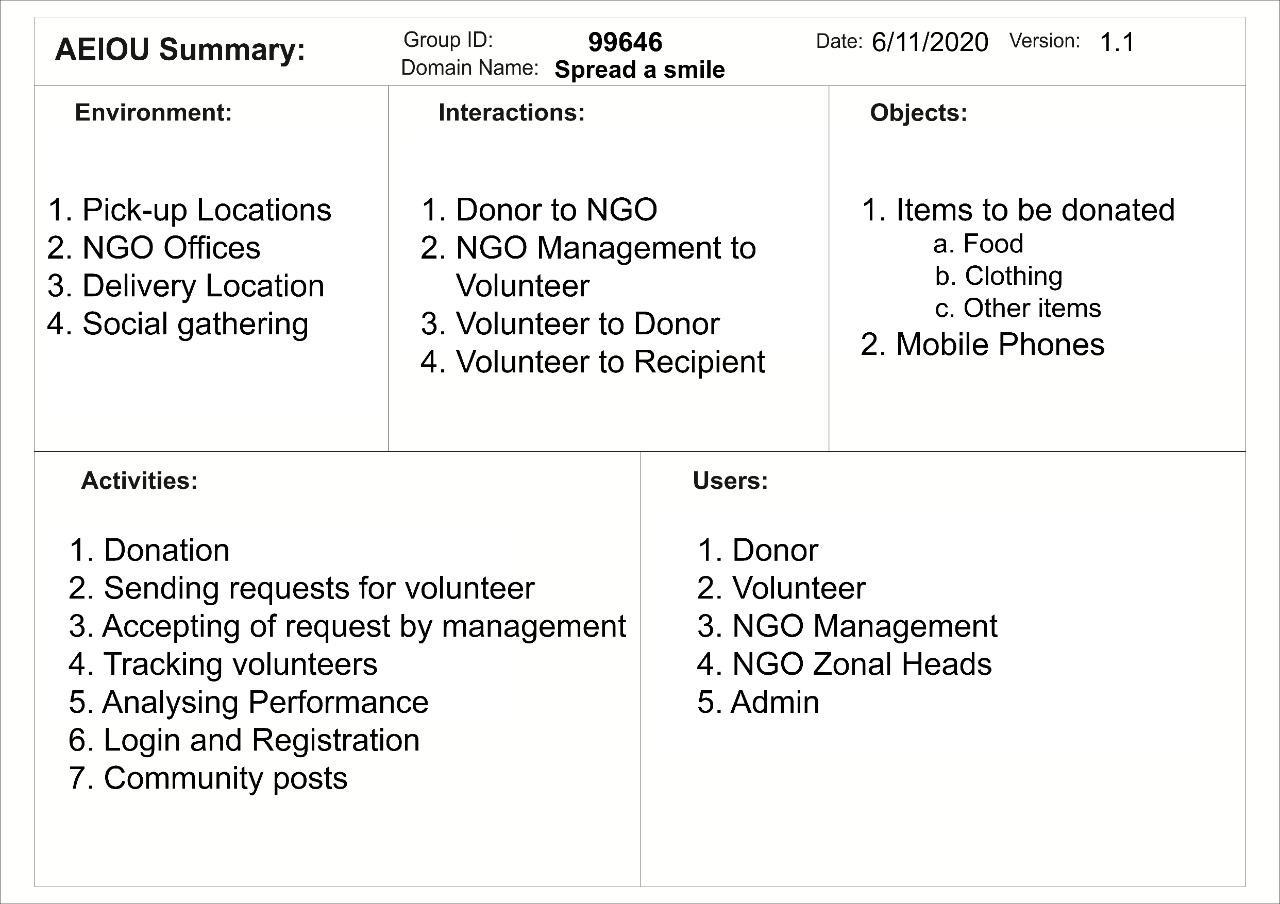 AEIOU Summary:
Group ID: 99646
Domain Name: Spread a smile
Date: 6/11/2020 Version: 1.1
Environment:
1. Pick-up Locations
2. NGO Offices
3. Delivery Location
4. Social gathering
Interactions:
1. Donor to NGO
2. NGO Management to
Volunteer
3. Volunteer to Donor
4. Volunteer to Recipient
Objects:
1. Items to be donated
a. Food
b. Clothing
c. Other items
2. Mobile Phones
Activities:
1. Donation
2. Sending requests for volunteer
3. Accepting of request by management
4. Tracking volunteers
5. Analysing Performance
6. Login and Registration
7. Community posts
Users:
1. Donor
2. Volunteer
3. NGO Management
4. NGO Zonal Heads
5. Admin